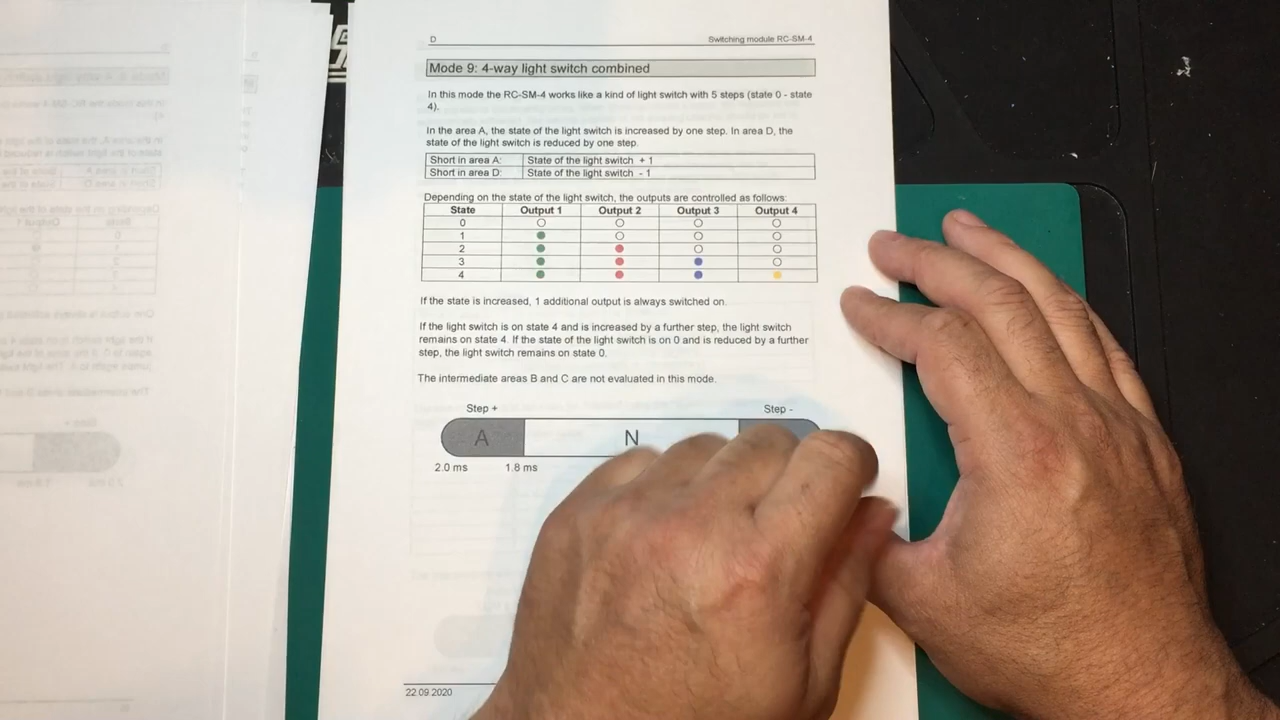 D Switching module RC-SM-4
Mode 9: 4-way light switch combined
In this mode the RC-SM-4 works like a kind of light switch with 5 steps (state 0 - state
4).
In the area A, the state of the light switch is increased by one step. In area D, the
state of the light switch is reduced by one step.
Short in area A: State of the light switch + 1
Short in area D: State of the light switch - 1
Depending on the state of the light switch, the outputs are controlled as follows:
State Output 1 Output 2 Output 3 Output 4
0
1
2
3
4
If the state is increased, 1 additional output is always switched on.
If the light switch is on state 4 and is increased by a further step, the light switch
remains on state 4. If the state of the light switch is on 0 and is reduced by a further
step, the light switch remains on state 0.
The intermediate areas B and C are not evaluated in this mode.
Step + Step -
A N
2.0 ms 1.8 ms
22.09.2020